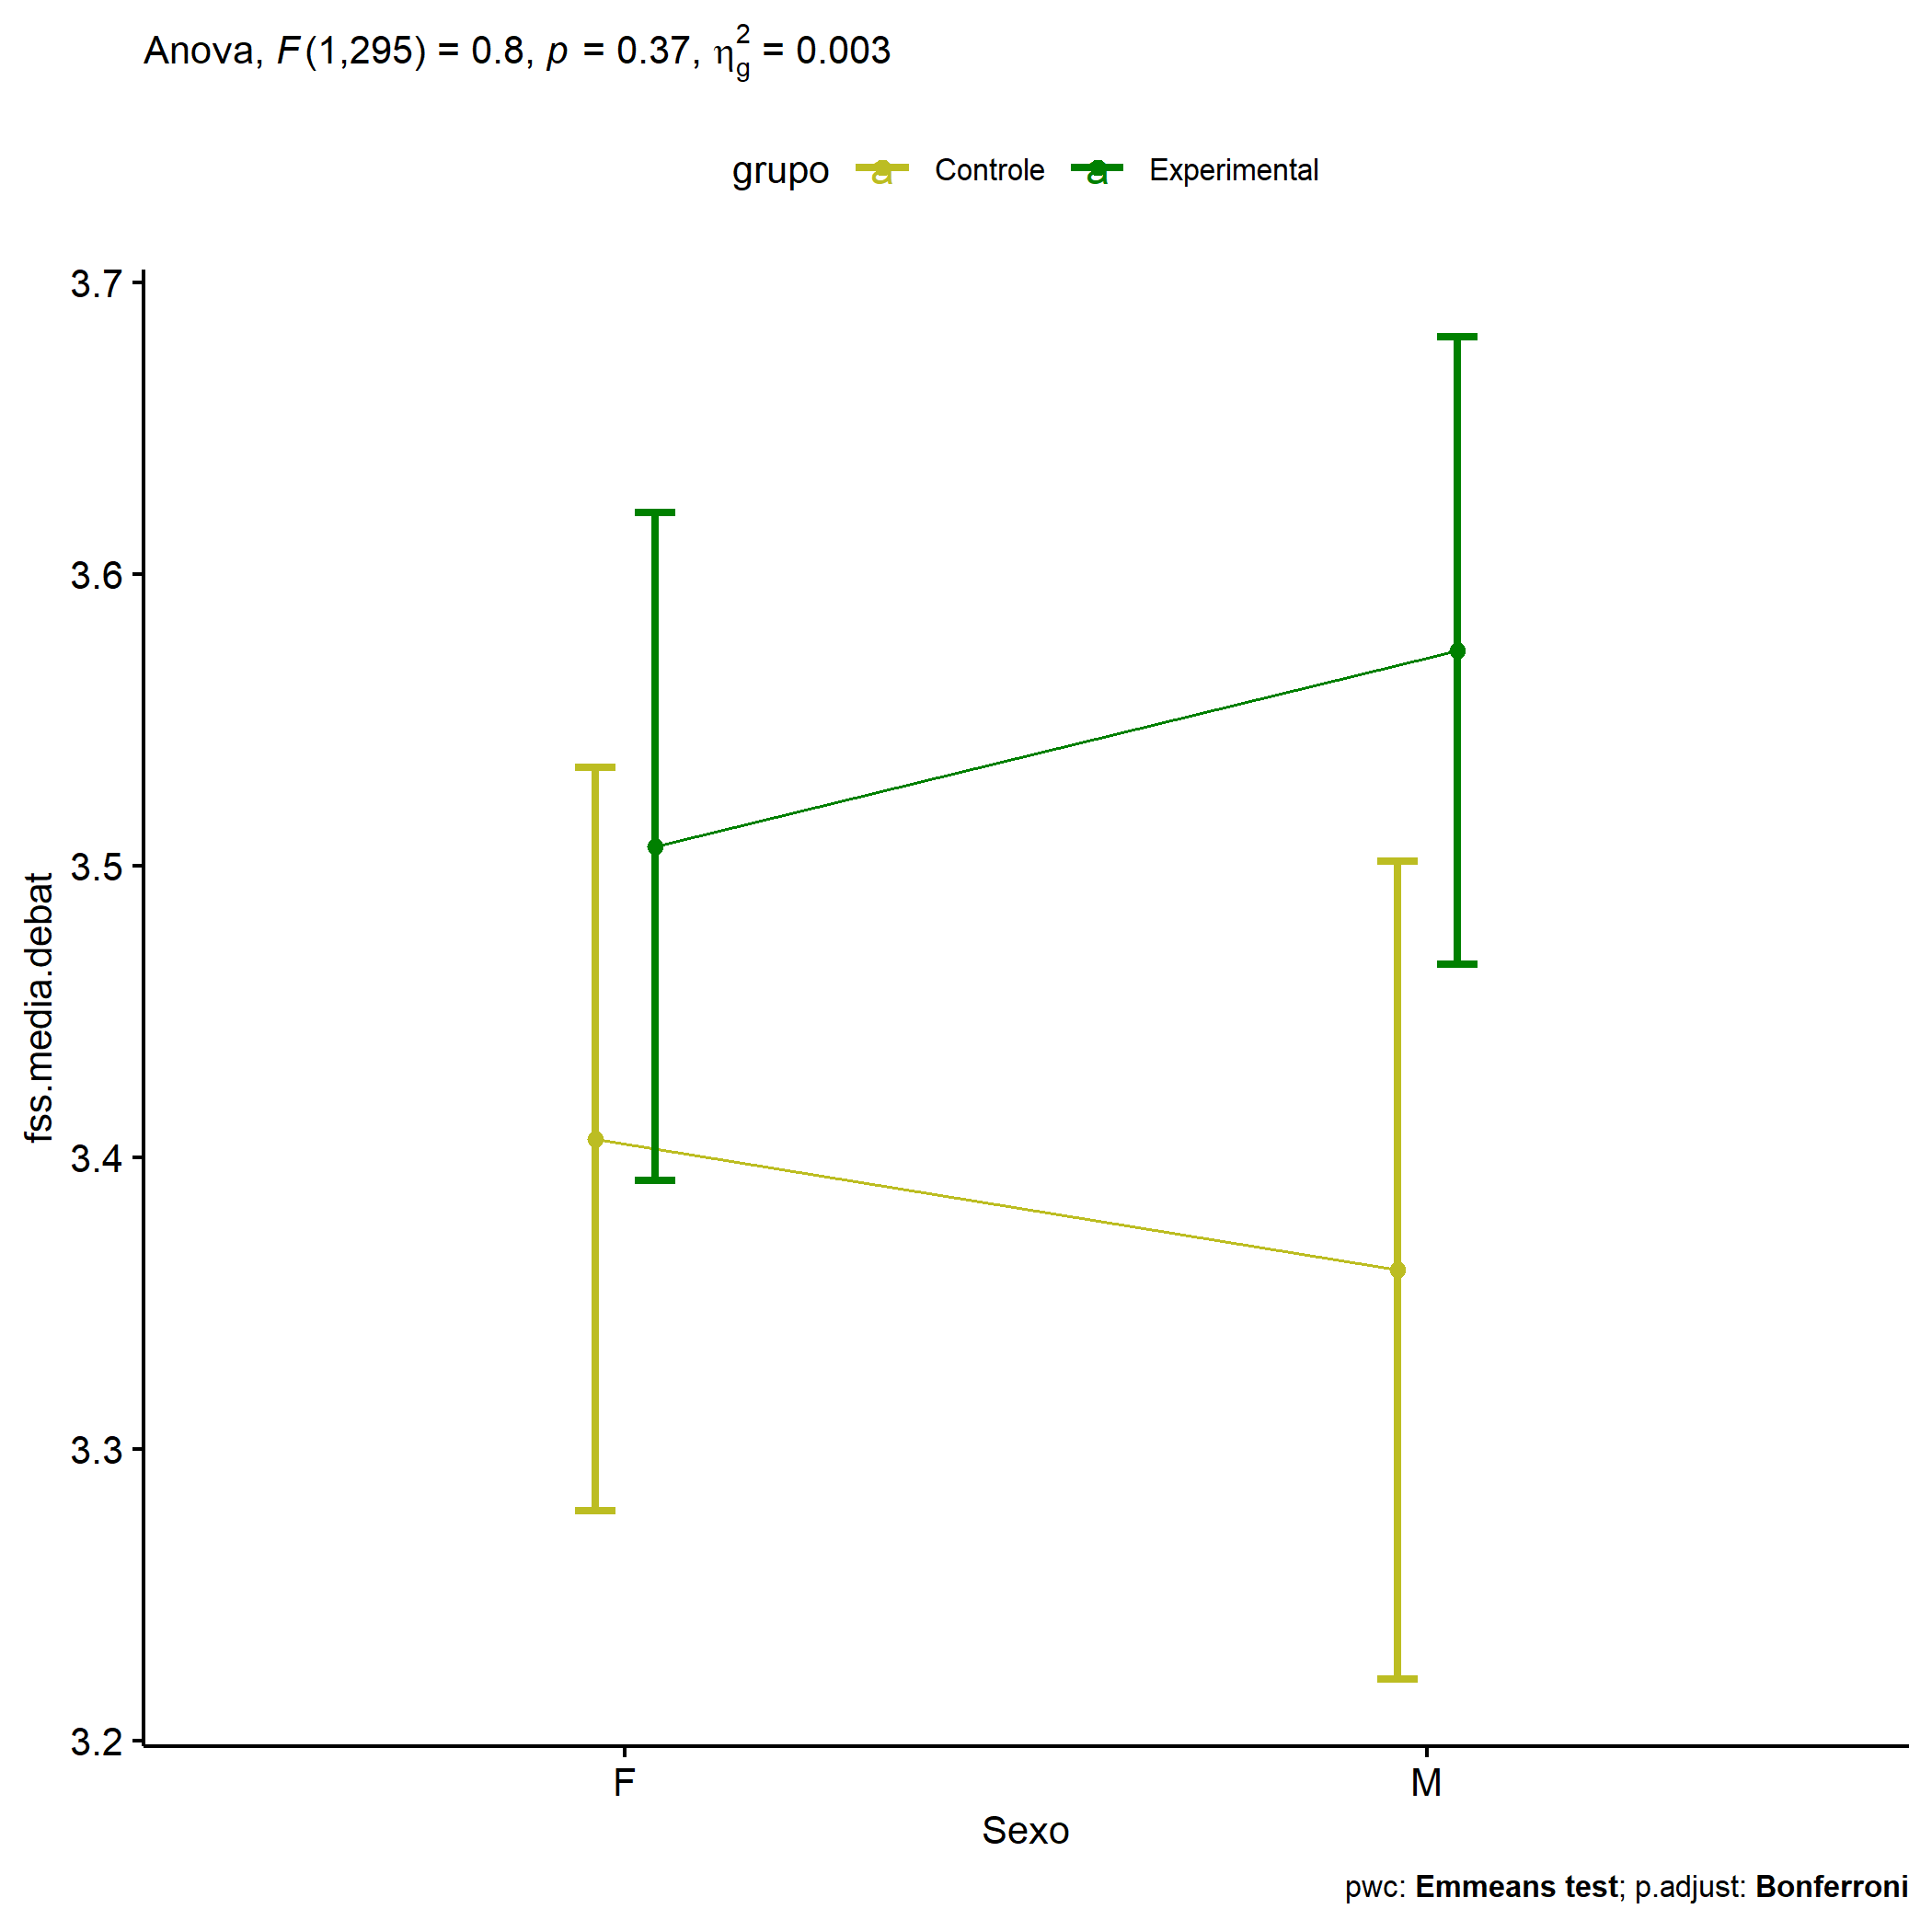 Anova, F(1,295) = 0.8, p = 0.37, η²g = 0.003
grupo a Controle a Experimental
3.7
3.6
3.5
3.4
3.3
3.2
fss.media.debat
F M
Sexo
pwc: Emmeans test; p.adjust: Bonferroni